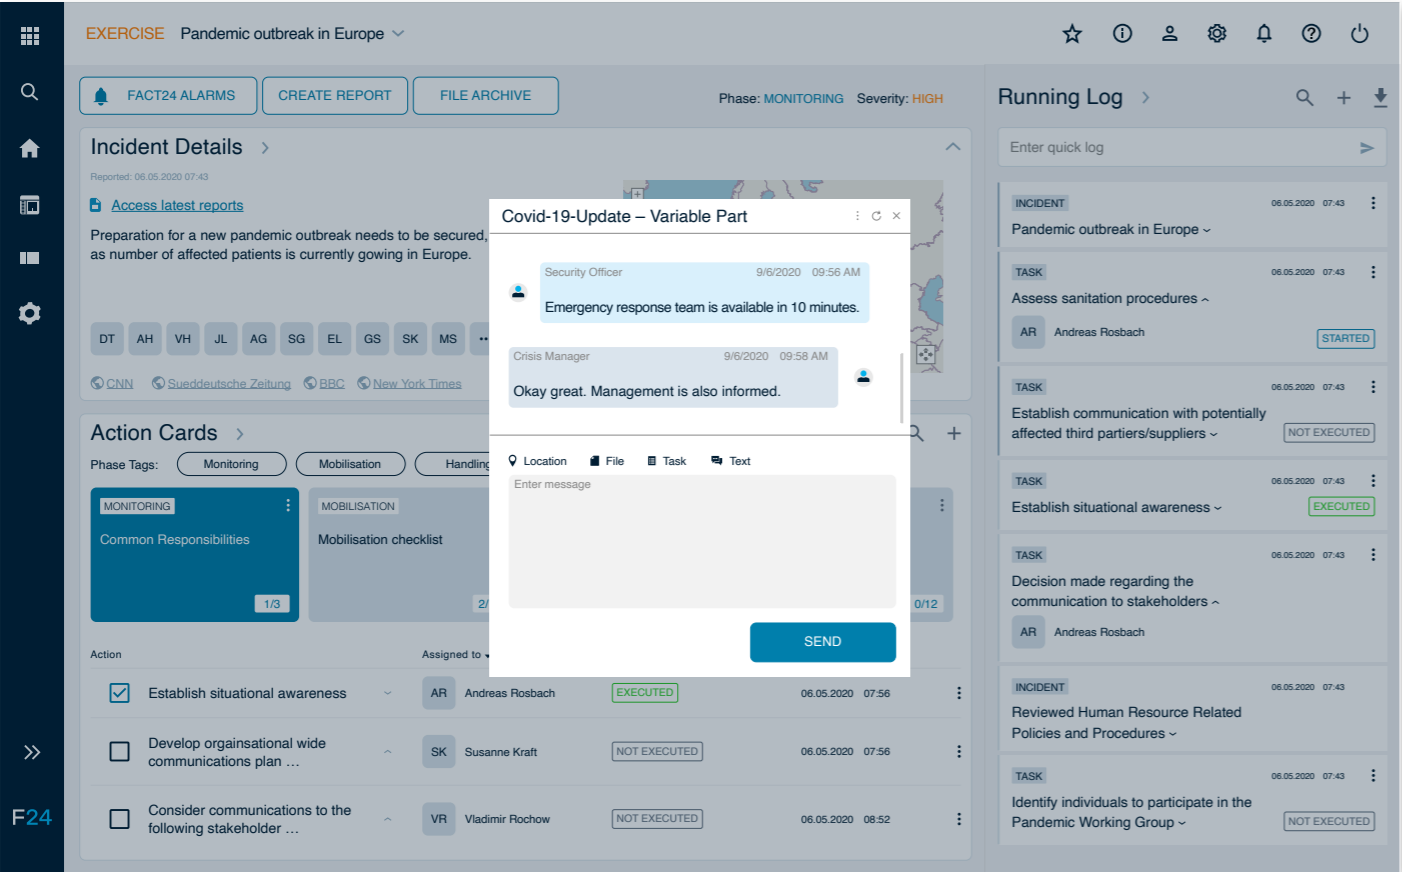 EXERCISE Pandemic outbreak in Europe
FACT24 ALARMS
CREATE REPORT
FILE ARCHIVE
Phase: MONITORING Severity: HIGH
Incident Details
Reported: 06.05.2020 07:43
Access latest reports
Preparation for a new pandemic outbreak needs to be secured,
as number of affected patients is currently gowing in Europe.
DT AH VH JL AG SG EL GS SK MS
CNN Sueddeutsche Zeitung BBC New York Times
Action Cards
Phase Tags: Monitoring Mobilisation Handling
MONITORING
Common Responsibilities
1/3
MOBILISATION
Mobilisation checklist
2/
0/12
Action Assigned to
Establish situational awareness AR Andreas Rosbach EXECUTED 06.05.2020 07:56
Develop orgainsational wide
communications plan ...
SK Susanne Kraft NOT EXECUTED 06.05.2020 07:56
Consider communications to the
following stakeholder ...
VR Vladimir Rochow NOT EXECUTED 06.05.2020 08:52
F24
Covid-19-Update – Variable Part
Security Officer 9/6/2020 09:56 AM
Emergency response team is available in 10 minutes.
Crisis Manager 9/6/2020 09:58 AM
Okay great. Management is also informed.
Location File Task Text
Enter message
SEND
Running Log
Enter quick log
INCIDENT 06.05.2020 07:43
Pandemic outbreak in Europe
TASK 06.05.2020 07:43
Assess sanitation procedures
AR Andreas Rosbach
STARTED
TASK 06.05.2020 07:43
Establish communication with potentially
affected third partiers/suppliers
NOT EXECUTED
TASK 06.05.2020 07:43
Establish situational awareness
EXECUTED
TASK 06.05.2020 07:43
Decision made regarding the
communication to stakeholders
AR Andreas Rosbach
INCIDENT 06.05.2020 07:43
Reviewed Human Resource Related
Policies and Procedures
TASK 06.05.2020 07:43
Identify individuals to participate in the
Pandemic Working Group
NOT EXECUTED